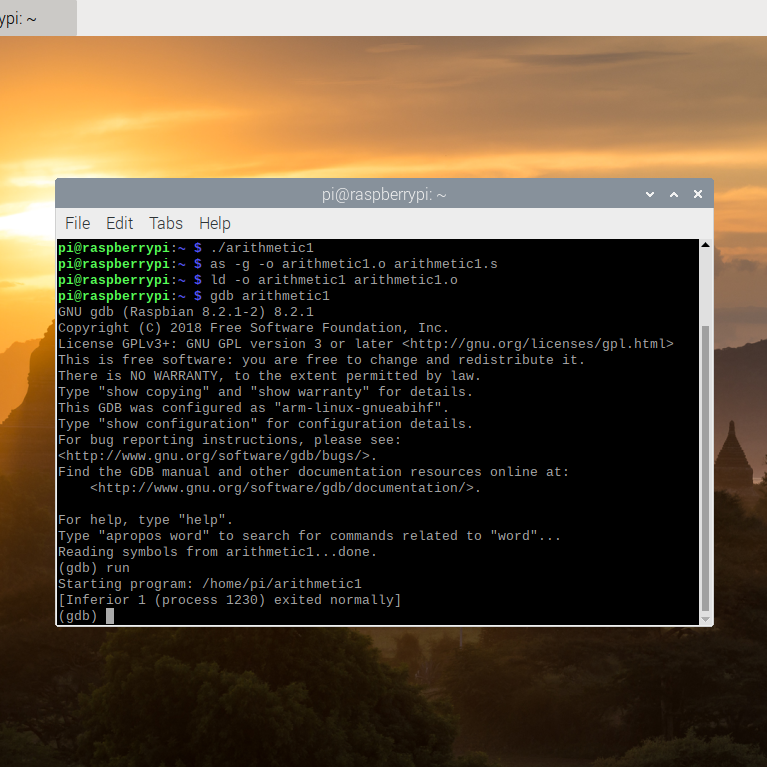 ypi: ~
pi@raspberrypi: ~
File Edit Tabs Help
pi@raspberrypi:~ $ ./arithmetic1
pi@raspberrypi:~ $ as -g -o arithmetic1.o arithmetic1.s
pi@raspberrypi:~ $ ld -o arithmetic1 arithmetic1.o
pi@raspberrypi:~ $ gdb arithmetic1
GNU gdb (Raspbian 8.2.1-2) 8.2.1
Copyright (C) 2018 Free Software Foundation, Inc.
License GPLv3+: GNU GPL version 3 or later <http://gnu.org/licenses/gpl.html>
This is free software: you are free to change and redistribute it.
There is NO WARRANTY, to the extent permitted by law.
Type "show copying" and "show warranty" for details.
This GDB was configured as "arm-linux-gnueabihf".
Type "show configuration" for configuration details.
For bug reporting instructions, please see:
<http://www.gnu.org/software/gdb/bugs/>.
Find the GDB manual and other documentation resources online at:
    <http://www.gnu.org/software/gdb/documentation/>.
For help, type "help".
Type "apropos word" to search for commands related to "word"...
Reading symbols from arithmetic1...done.
(gdb) run
Starting program: /home/pi/arithmetic1
[Inferior 1 (process 1230) exited normally]
(gdb)